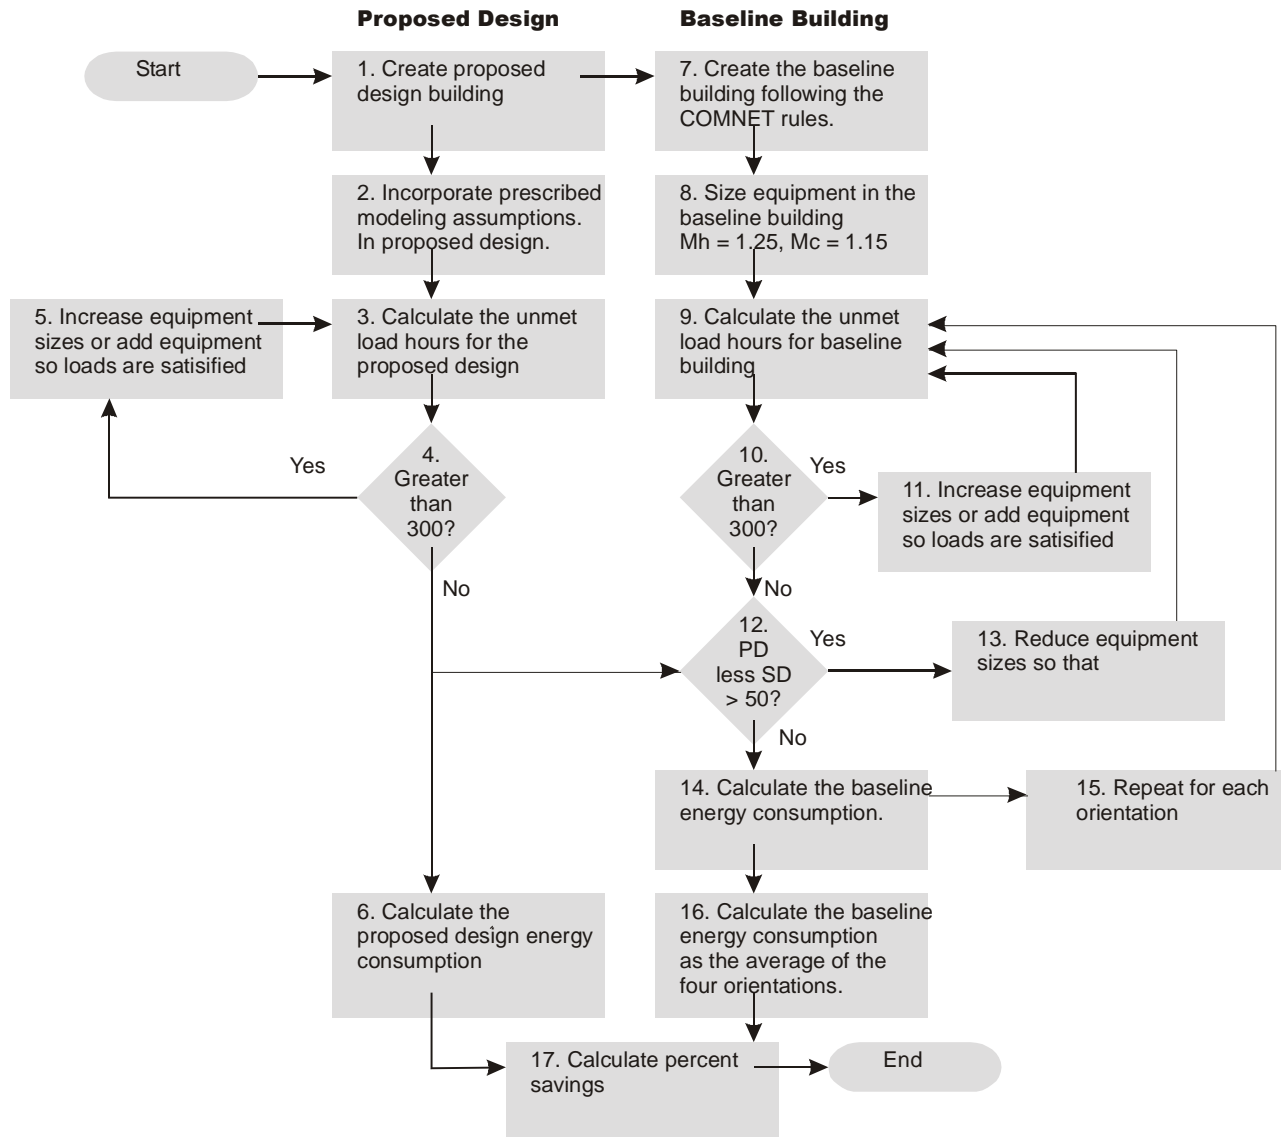 Proposed Design
Baseline Building
Start
1. Create proposed
design building
7. Create the baseline
building following the
COMNET rules.
2. Incorporate prescribed
modeling assumptions.
In proposed design.
8. Size equipment in the
baseline building
Mh = 1.25, Mc = 1.15
5. Increase equipment
sizes or add equipment
so loads are satisified
3. Calculate the unmet
load hours for the
proposed design
9. Calculate the unmet
load hours for baseline
building
4.
Greater
than
300?
Yes
No
10.
Greater
than
300?
Yes
No
11. Increase equipment
sizes or add equipment
so loads are satisified
12.
PD
less SD
> 50?
Yes
No
13. Reduce equipment
sizes so that
14. Calculate the baseline
energy consumption.
15. Repeat for each
orientation
6. Calculate the
proposed design energy
consumption
16. Calculate the baseline
energy consumption
as the average of the
four orientations.
17. Calculate percent
savings
End